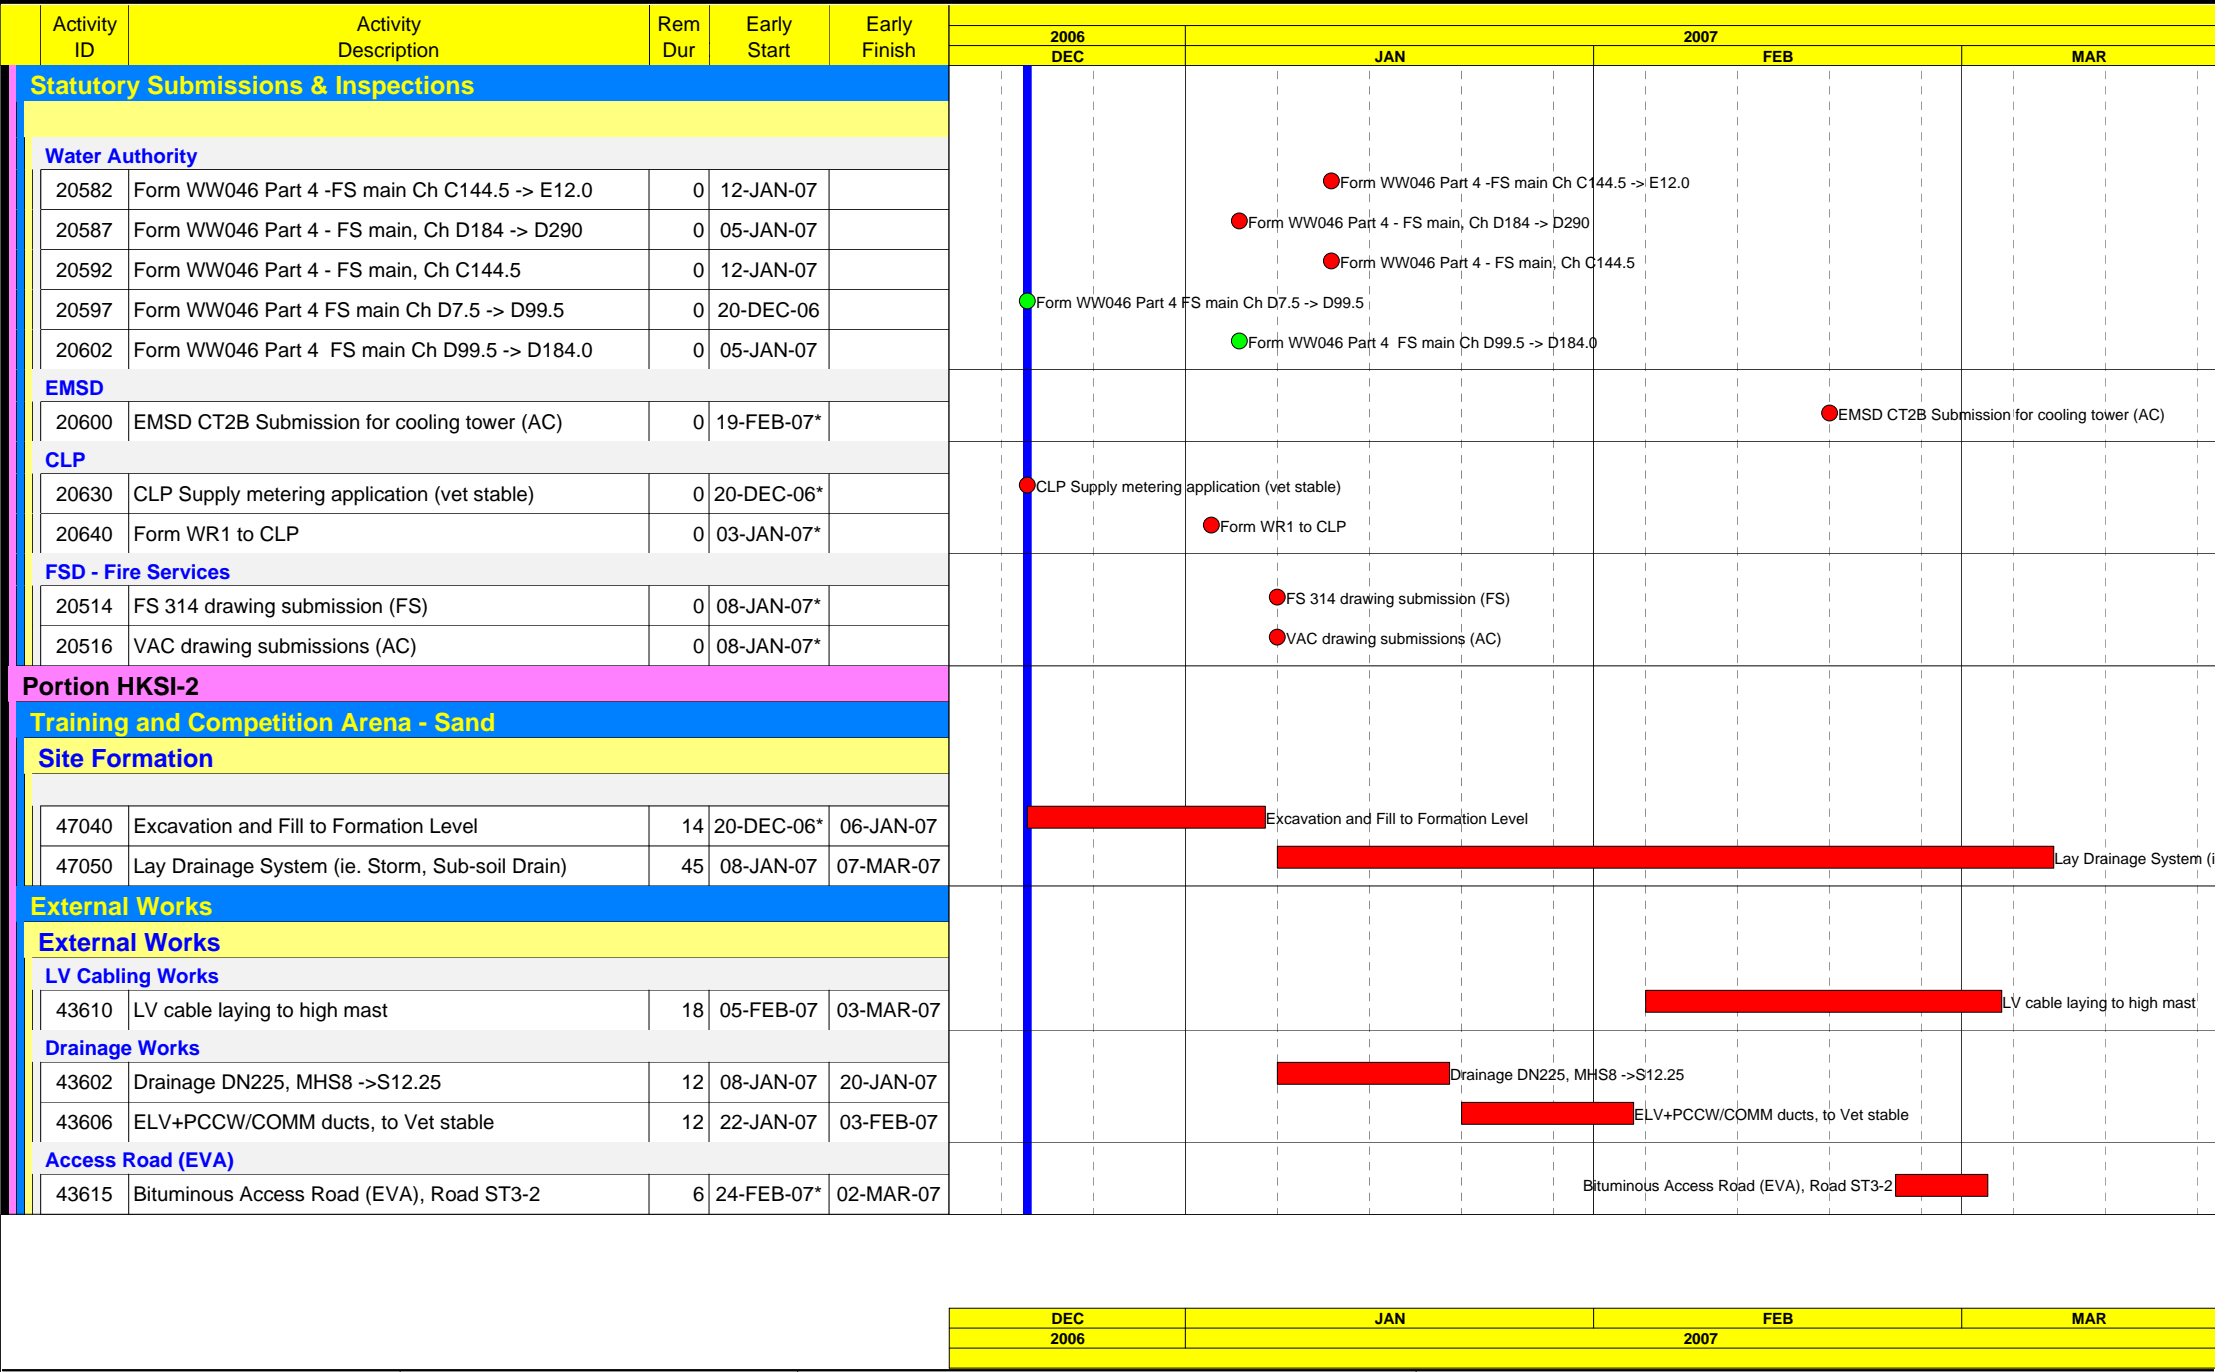 Activity ID Activity Description Rem Dur Early Start Early Finish
2006 2007
DEC JAN FEB MAR
Statutory Submissions & Inspections
Water Authority
20582 Form WW046 Part 4 -FS main Ch C144.5 -> E12.0 0 12-JAN-07 Form WW046 Part 4 -FS main Ch C144.5 -> E12.0
20587 Form WW046 Part 4 - FS main, Ch D184 -> D290 0 05-JAN-07 Form WW046 Part 4 - FS main, Ch D184 -> D290
20592 Form WW046 Part 4 - FS main, Ch C144.5 0 12-JAN-07 Form WW046 Part 4 - FS main, Ch C144.5
20597 Form WW046 Part 4 FS main Ch D7.5 -> D99.5 0 20-DEC-06 Form WW046 Part 4 FS main Ch D7.5 -> D99.5
20602 Form WW046 Part 4 FS main Ch D99.5 -> D184.0 0 05-JAN-07 Form WW046 Part 4 FS main Ch D99.5 -> D184.0
EMSD
20600 EMSD CT2B Submission for cooling tower (AC) 0 19-FEB-07* EMSD CT2B Submission for cooling tower (AC)
CLP
20630 CLP Supply metering application (vet stable) 0 20-DEC-06* CLP Supply metering application (vet stable)
20640 Form WR1 to CLP 0 03-JAN-07* Form WR1 to CLP
FSD - Fire Services
20514 FS 314 drawing submission (FS) 0 08-JAN-07* FS 314 drawing submission (FS)
20516 VAC drawing submissions (AC) 0 08-JAN-07* VAC drawing submissions (AC)
Portion HKSI-2
Training and Competition Arena - Sand
Site Formation
47040 Excavation and Fill to Formation Level 14 20-DEC-06* 06-JAN-07 Excavation and Fill to Formation Level
47050 Lay Drainage System (ie. Storm, Sub-soil Drain) 45 08-JAN-07 07-MAR-07 Lay Drainage System (i
External Works
External Works
LV Cabling Works
43610 LV cable laying to high mast 18 05-FEB-07 03-MAR-07 LV cable laying to high mast
Drainage Works
43602 Drainage DN225, MHS8 ->S12.25 12 08-JAN-07 20-JAN-07 Drainage DN225, MHS8 ->S12.25
43606 ELV+PCCW/COMM ducts, to Vet stable 12 22-JAN-07 03-FEB-07 ELV+PCCW/COMM ducts, to Vet stable
Access Road (EVA)
43615 Bituminous Access Road (EVA), Road ST3-2 6 24-FEB-07* 02-MAR-07 Bituminous Access Road (EVA), Road ST3-2
DEC JAN FEB MAR
2006 2007